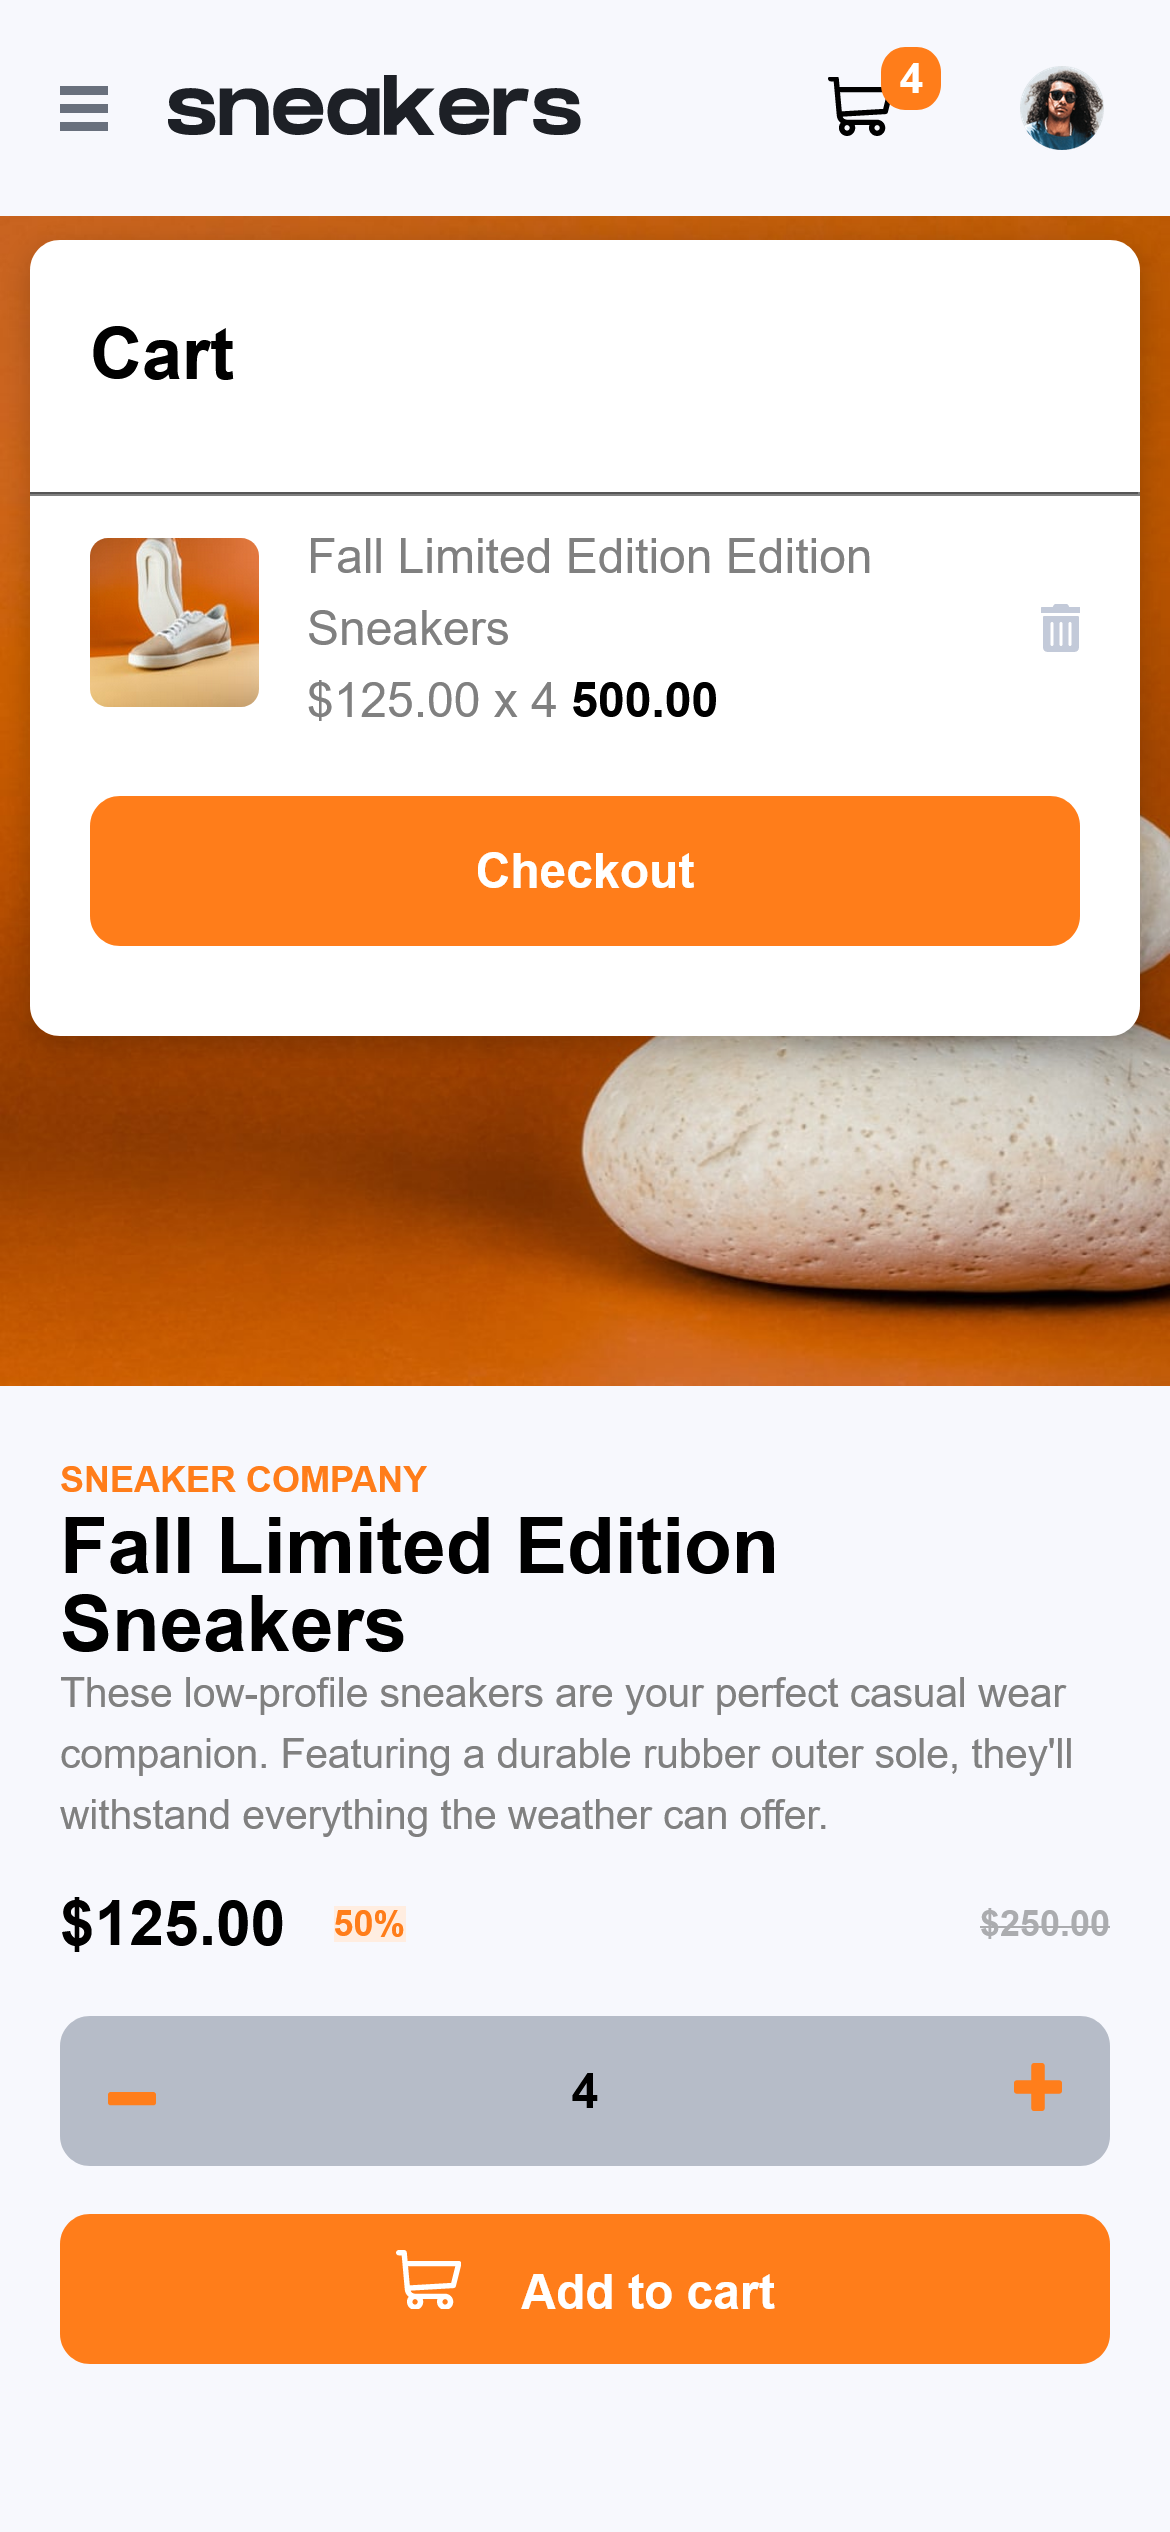 sneakers
4
Cart
Fall Limited Edition Edition
Sneakers
$125.00 x 4 500.00
Checkout
SNEAKER COMPANY
Fall Limited Edition
Sneakers
These low-profile sneakers are your perfect casual wear
companion. Featuring a durable rubber outer sole, they'll
withstand everything the weather can offer.
$125.00 50% $250.00
4
Add to cart